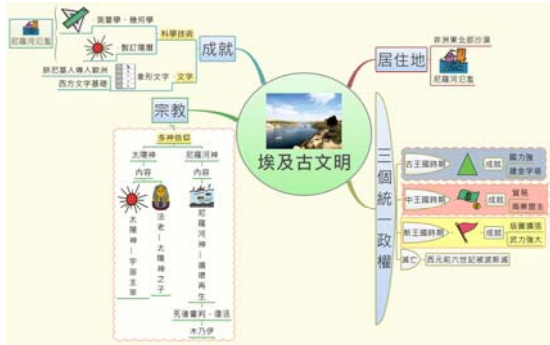 埃及古文明
成就
科學技術
測量學、幾何學
尼羅河氾濫
製訂陽曆
文字
象形文字
腓尼基人傳入歐洲
西方文字基礎
宗教
多神信仰
太陽神
內容
太陽神—宇宙主宰
法老—太陽神之子
尼羅河神
內容
尼羅河神—循環再生
死後審判、復活
木乃伊
居住地
非洲東北部沙漠
尼羅河氾濫
三個統一政權
古王國時期
成就
國力強
建金字塔
中王國時期
成就
貿易
商業盟主
新王國時期
成就
版圖擴張
武力強大
滅亡
西元前六世紀被波斯滅